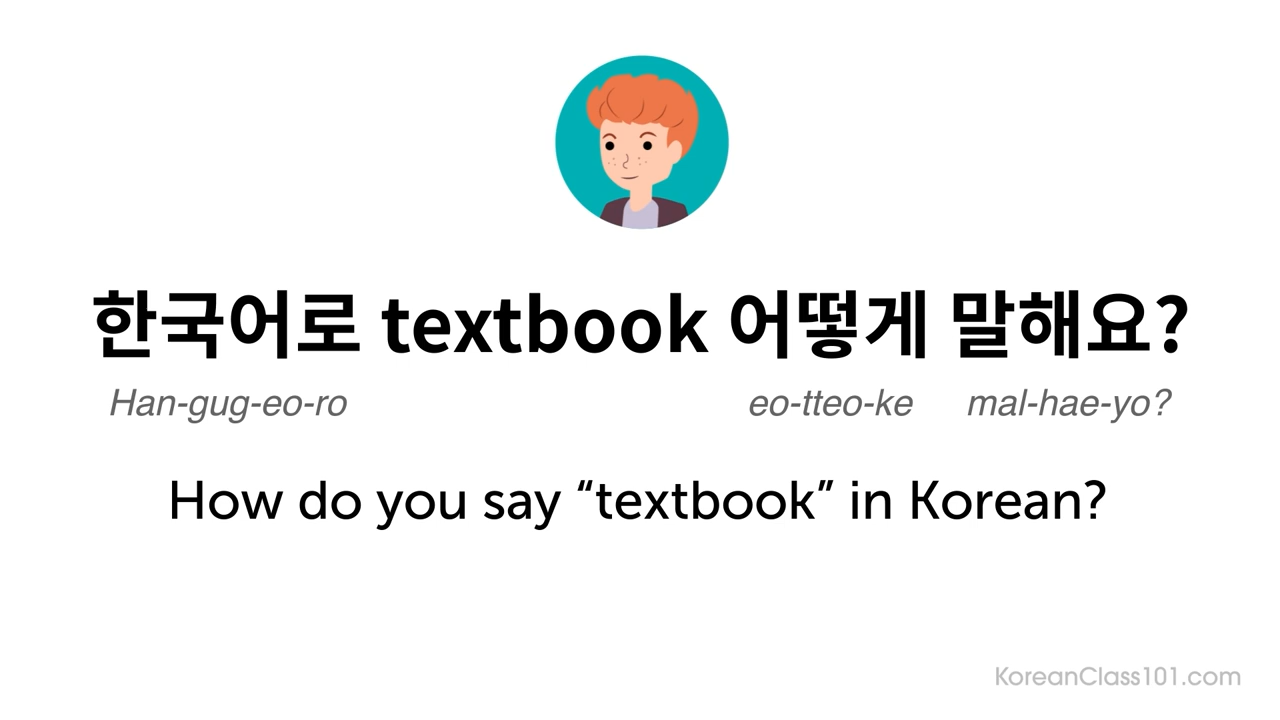 한국어로 textbook 어떻게 말해요?
Han-gug-eo-ro eo-tteo-ke mal-hae-yo?
How do you say “textbook” in Korean?
KoreanClass101.com